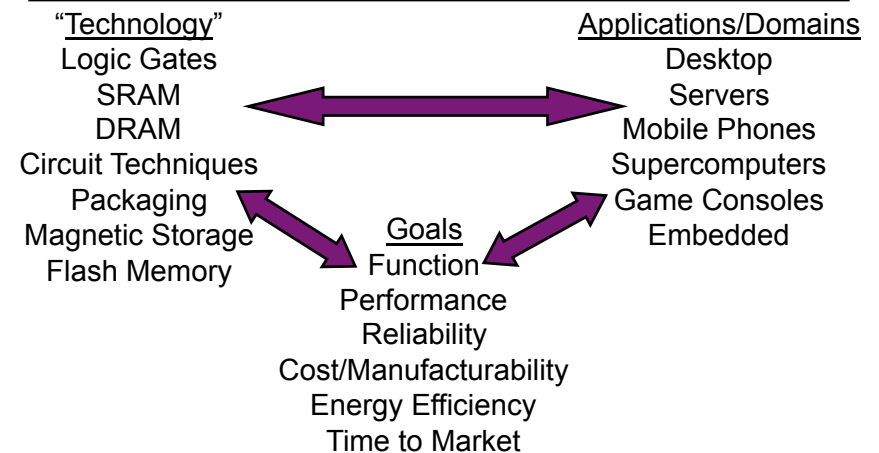 “Technology”
Logic Gates
SRAM
DRAM
Circuit Techniques
Packaging
Magnetic Storage
Flash Memory
Applications/Domains
Desktop
Servers
Mobile Phones
Supercomputers
Game Consoles
Embedded
Goals
Function
Performance
Reliability
Cost/Manufacturability
Energy Efficiency
Time to Market